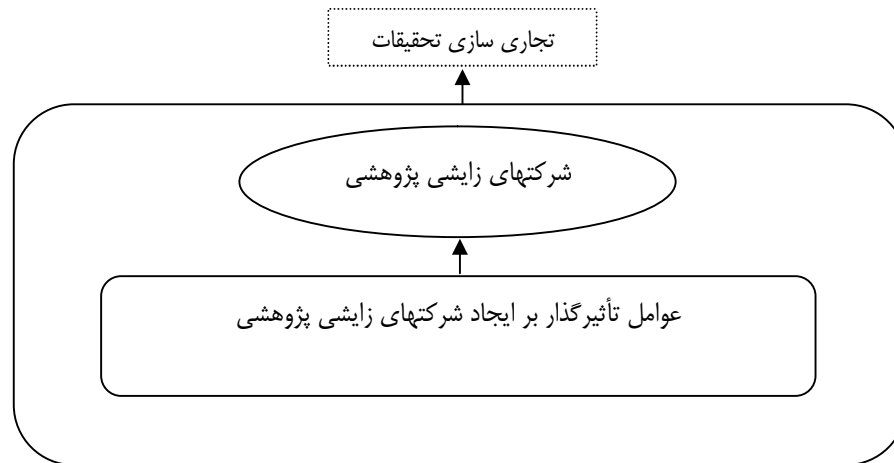 تجاری سازی تحقیقات
شرکتهای زایشی پژوهشی
عوامل تأثیرگذار بر ایجاد شرکتهای زایشی پژوهشی